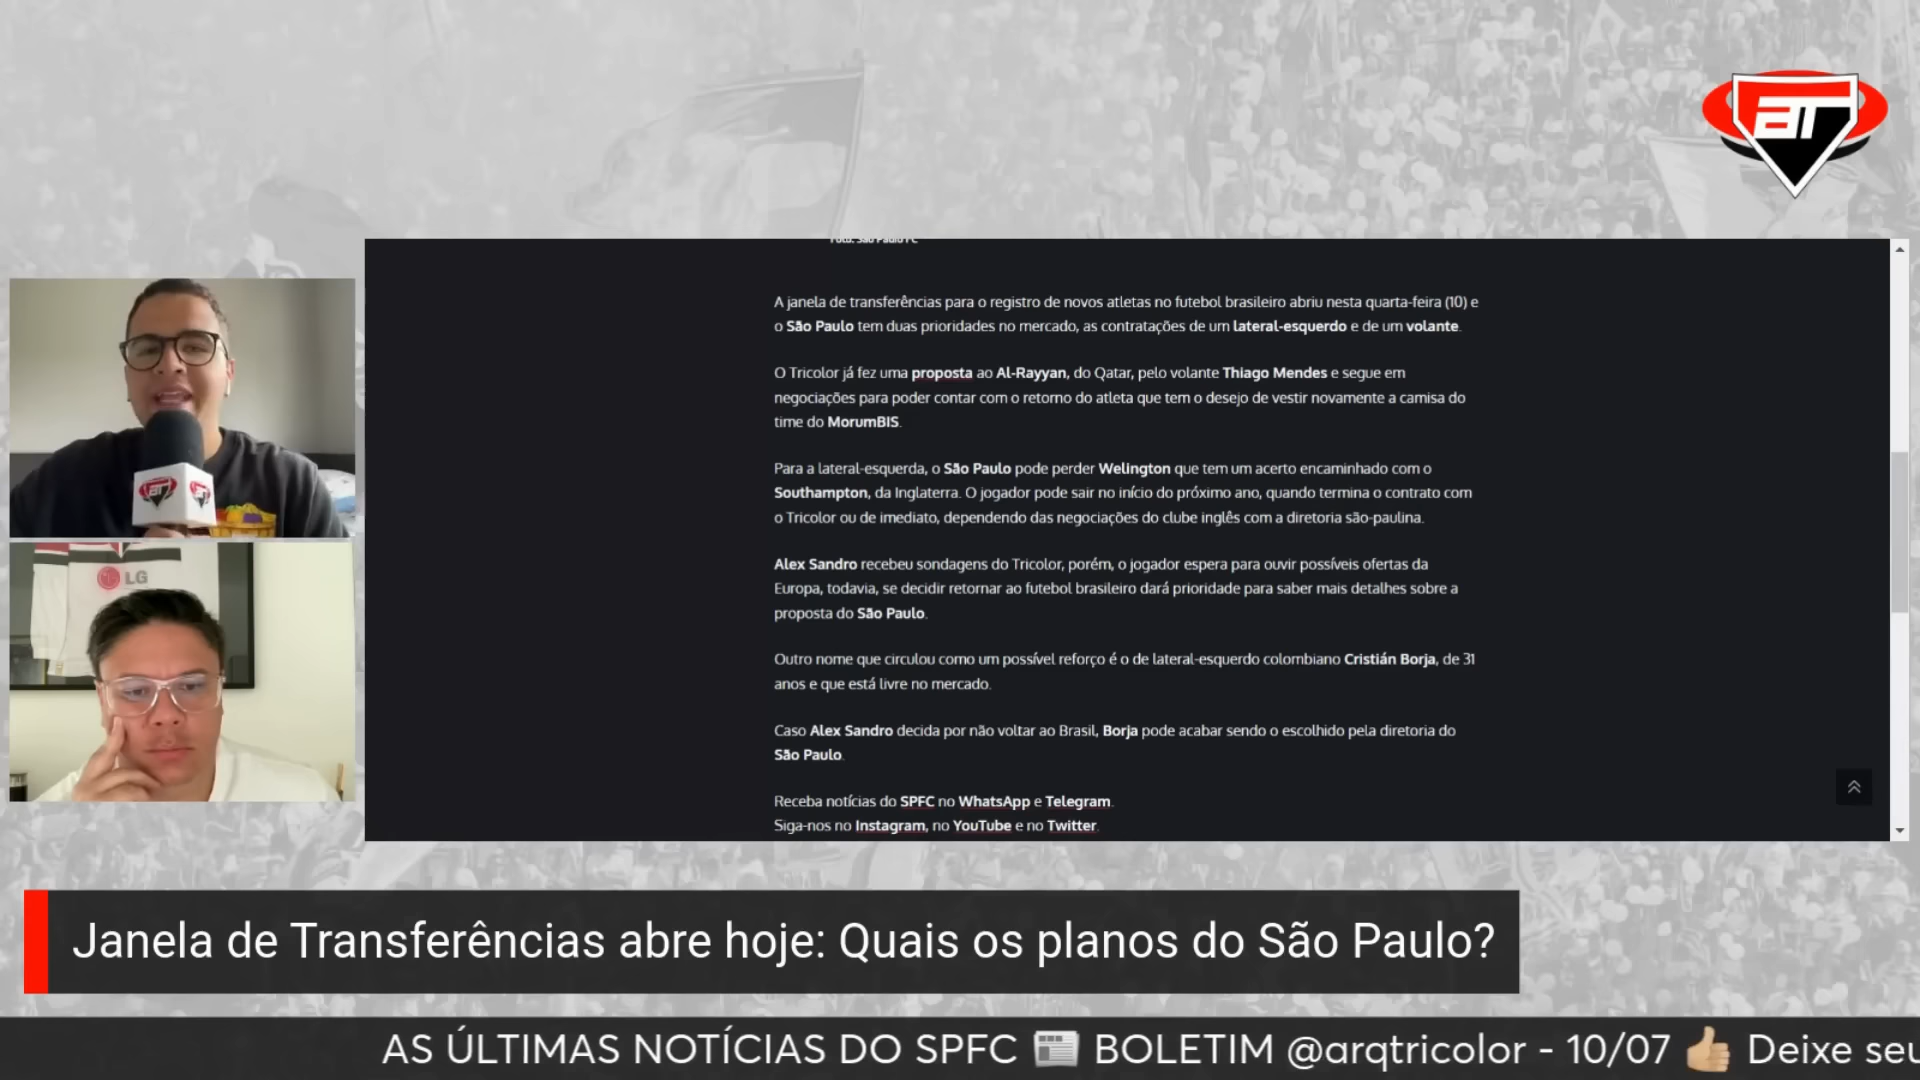 Foto: São Paulo FC
A janela de transferências para o registro de novos atletas no futebol brasileiro abriu nesta quarta-feira (10) e
o São Paulo tem duas prioridades no mercado, as contratações de um lateral-esquerdo e de um volante.
O Tricolor já fez uma proposta ao Al-Rayyan, do Qatar, pelo volante Thiago Mendes e segue em
negociações para poder contar com o retorno do atleta que tem o desejo de vestir novamente a camisa do
time do MorumBIS.
Para a lateral-esquerda, o São Paulo pode perder Welington que tem um acerto encaminhado com o
Southampton, da Inglaterra. O jogador pode sair no início do próximo ano, quando termina o contrato com
o Tricolor ou de imediato, dependendo das negociações do clube inglês com a diretoria são-paulina.
Alex Sandro recebeu sondagens do Tricolor, porém, o jogador espera para ouvir possíveis ofertas da
Europa, todavia, se decidir retornar ao futebol brasileiro dará prioridade para saber mais detalhes sobre a
proposta do São Paulo.
Outro nome que circulou como um possível reforço é o de lateral-esquerdo colombiano Cristián Borja, de 31
anos e que está livre no mercado.
Caso Alex Sandro decida por não voltar ao Brasil, Borja pode acabar sendo o escolhido pela diretoria do
São Paulo.
Receba notícias do SPFC no WhatsApp e Telegram.
Siga-nos no Instagram, no YouTube e no Twitter.
AT
AT
AT
LG
Janela de Transferências abre hoje: Quais os planos do São Paulo?
AS ÚLTIMAS NOTÍCIAS DO SPFC 📰 BOLETIM @arqtricolor - 10/07 👍🏼 Deixe seu